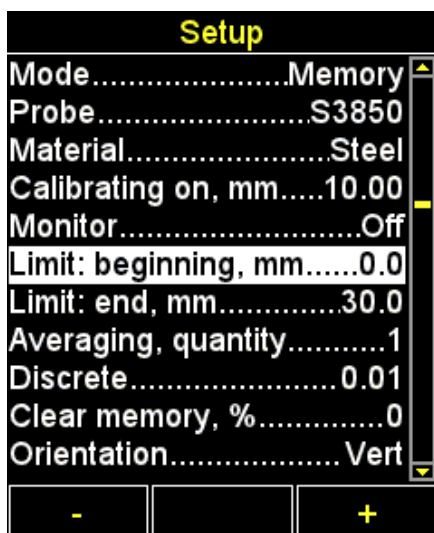 Setup
Mode......................Memory
Probe........................S3850
Material.......................Steel
Calibrating on, mm.....10.00
Monitor............................Off
Limit: beginning, mm......0.0
Limit: end, mm..............30.0
Averaging, quantity...........1
Discrete....................... 0.01
Clear memory, %..............0
Orientation................... Vert
- +